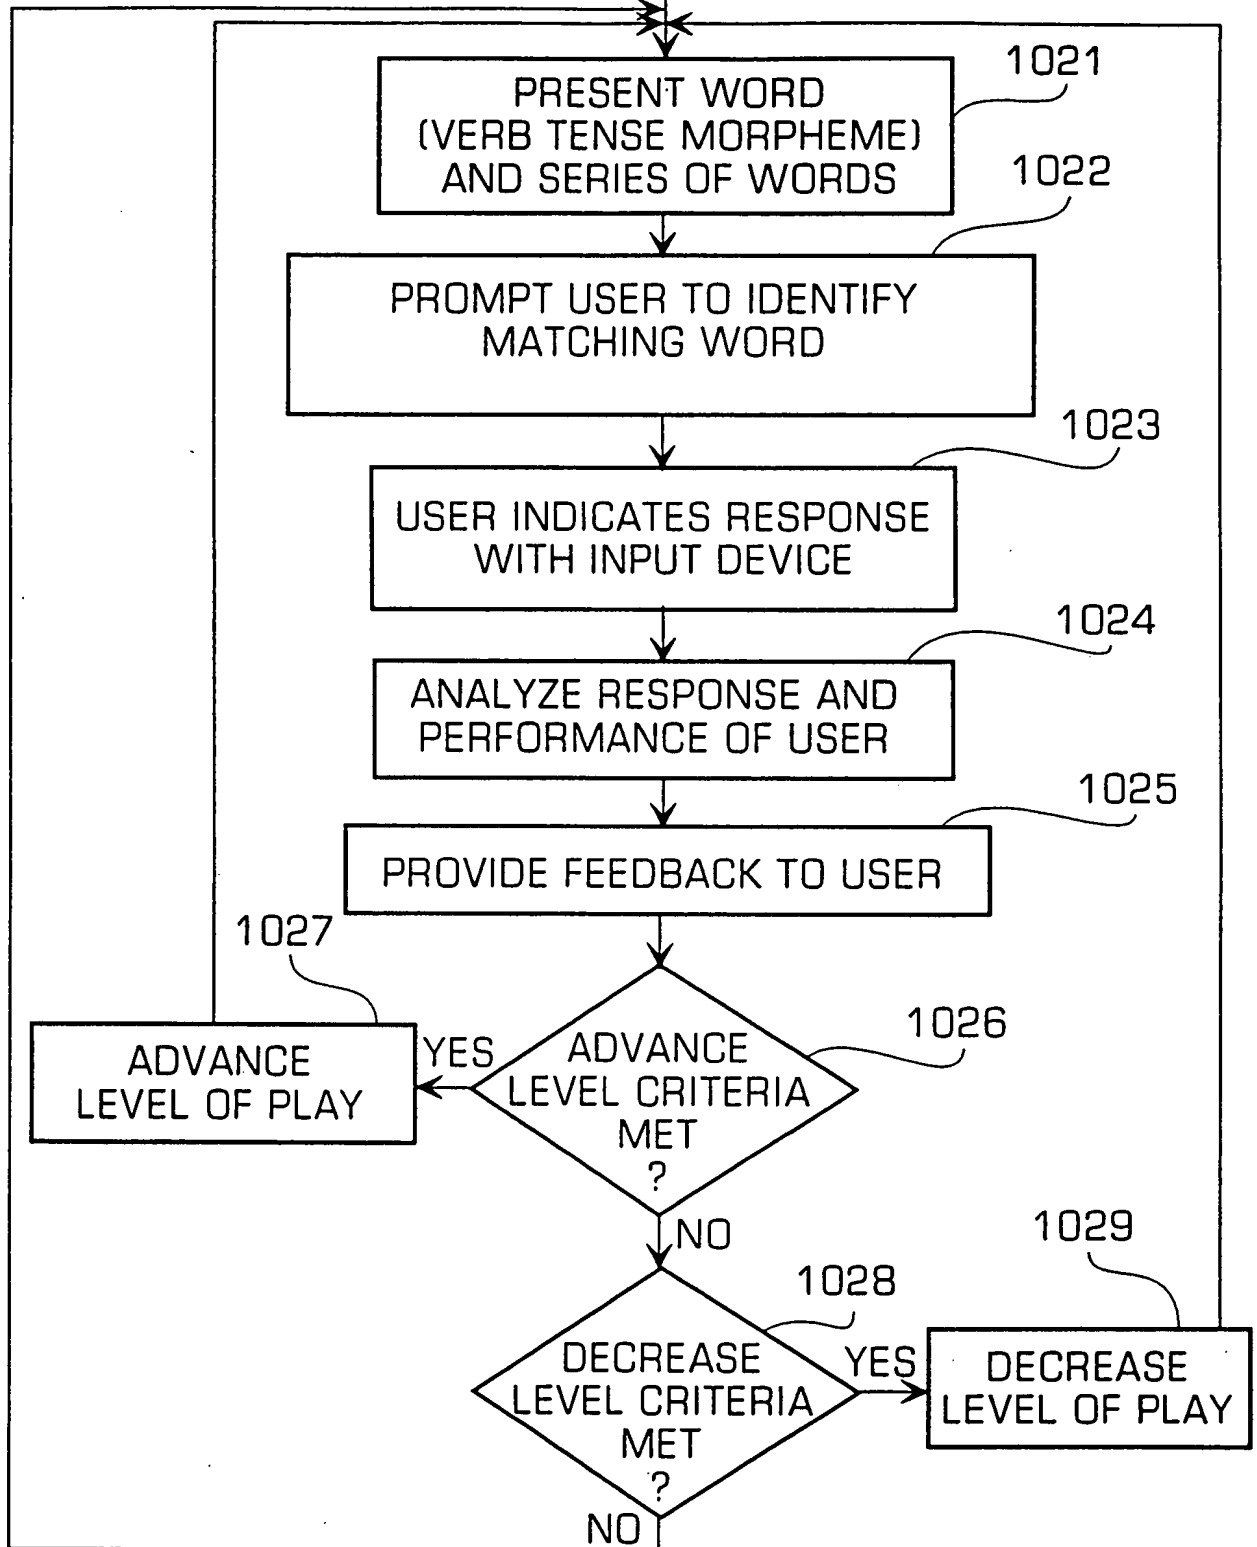 1021
PRESENT WORD
(VERB TENSE MORPHEME)
AND SERIES OF WORDS
1022
PROMPT USER TO IDENTIFY
MATCHING WORD
1023
USER INDICATES RESPONSE
WITH INPUT DEVICE
1024
ANALYZE RESPONSE AND
PERFORMANCE OF USER
1025
PROVIDE FEEDBACK TO USER
1027
ADVANCE
LEVEL OF PLAY
YES
1026
ADVANCE
LEVEL CRITERIA
MET
?
NO
1028
DECREASE
LEVEL CRITERIA
MET
?
YES
1029
DECREASE
LEVEL OF PLAY
NO